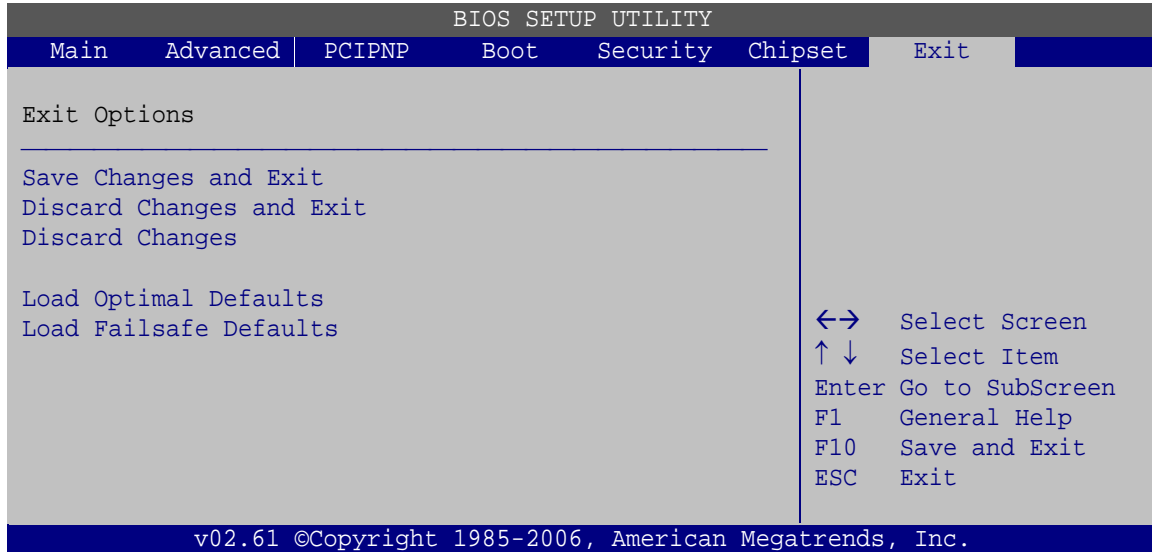 BIOS SETUP UTILITY
Main Advanced PCIPNP Boot Security Chipset Exit
Exit Options
Save Changes and Exit
Discard Changes and Exit
Discard Changes
Load Optimal Defaults
Load Failsafe Defaults
←→ Select Screen
↑ ↓ Select Item
Enter Go to SubScreen
F1 General Help
F10 Save and Exit
ESC Exit
v02.61 ©Copyright 1985-2006, American Megatrends, Inc.